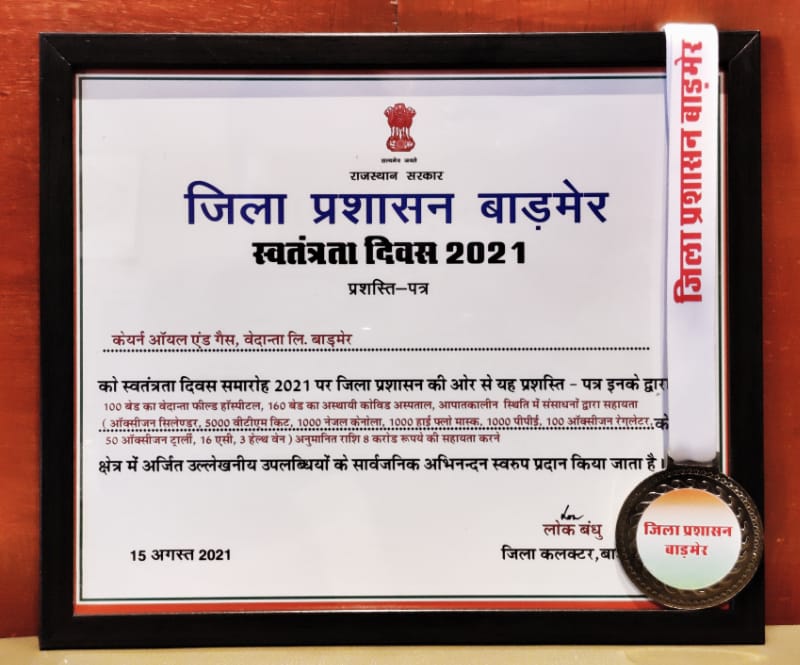 सत्यमेव जयते
राजस्थान सरकार
जिला प्रशासन बाड़मेर
स्वतंत्रता दिवस 2021
प्रशस्ति–पत्र
केयर्न ऑयल एंड गैस, वेदान्ता लि. बाड़मेर
को स्वतंत्रता दिवस समारोह 2021 पर जिला प्रशासन की ओर से यह प्रशस्ति – पत्र इनके द्वारा
100 बेड का वेदान्ता फील्ड हॉस्पीटल, 160 बेड का अस्थायी कोविड अस्पताल, आपातकालीन स्थिति में संसाधनों द्वारा सहायता
( ऑक्सीजन सिलेण्डर, 5000 वीटीएम किट, 1000 नेजल केनोला, 1000 हाई फ्लो मास्क, 1000 पीपीई, 100 ऑक्सीजन रेगुलेटर, के
50 ऑक्सीजन ट्रार्ली, 16 एसी, 3 हेल्थ वेन ) अनुमानित राशि 8 करोड रूपये की सहायता करने
क्षेत्र में अर्जित उल्लेखनीय उपलब्धियों के सार्वजनिक अभिनन्दन स्वरुप प्रदान किया जाता है।
लोक बंधु
15 अगस्त 2021
जिला कलक्टर,
जिला प्रशासन बाड़मेर
जिला प्रशासन
बाड़मेर